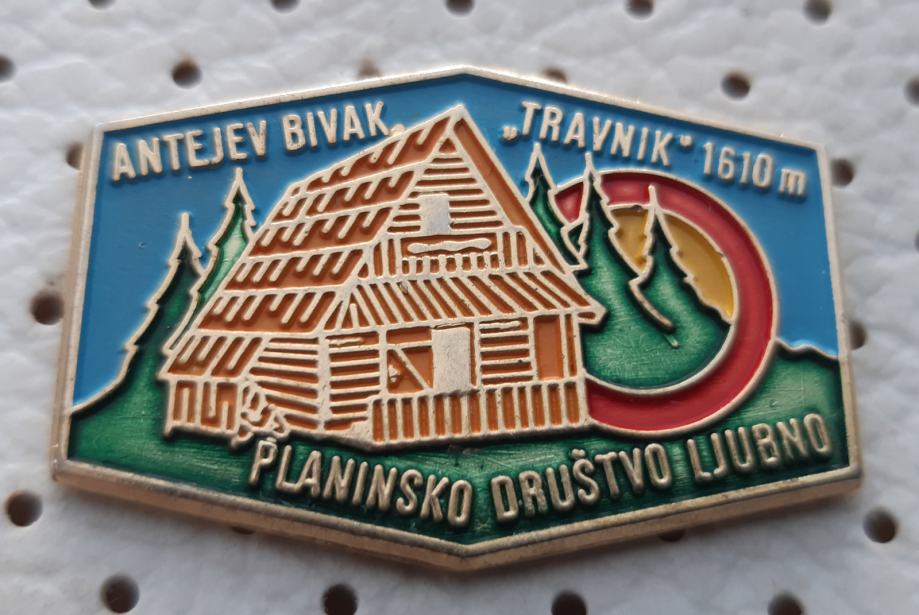 ANTEJEV BIVAK „TRAVNIK" 1610 m
PLANINSKO DRUŠTVO LJUBNO